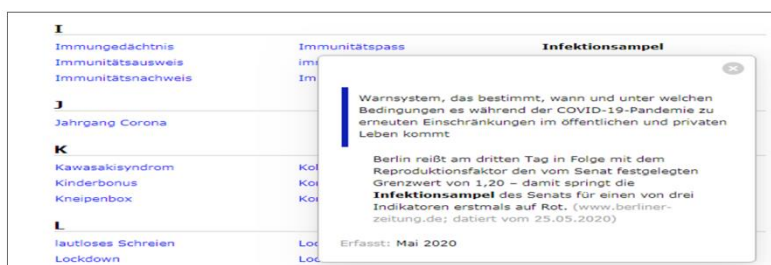 I
Immungedächtnis Immunitätspass Infektionsampel
Immunitätsausweis
Immunitätsnachweis
J
Jahrgang Corona
K
Kawasakisyndrom
Kinderbonus
Kneipenbox
L
lautloses Schreien
Lockdown
Warnsystem, das bestimmt, wann und unter welchen
Bedingungen es während der COVID-19-Pandemie zu
erneuten Einschränkungen im öffentlichen und privaten
Leben kommt
Berlin reißt am dritten Tag in Folge mit dem
Reproduktionsfaktor den vom Senat festgelegten
Grenzwert von 1,20 – damit springt die
Infektionsampel des Senats für einen von drei
Indikatoren erstmals auf Rot. (www.berliner-
zeitung.de; datiert vom 25.05.2020)
Erfasst: Mai 2020